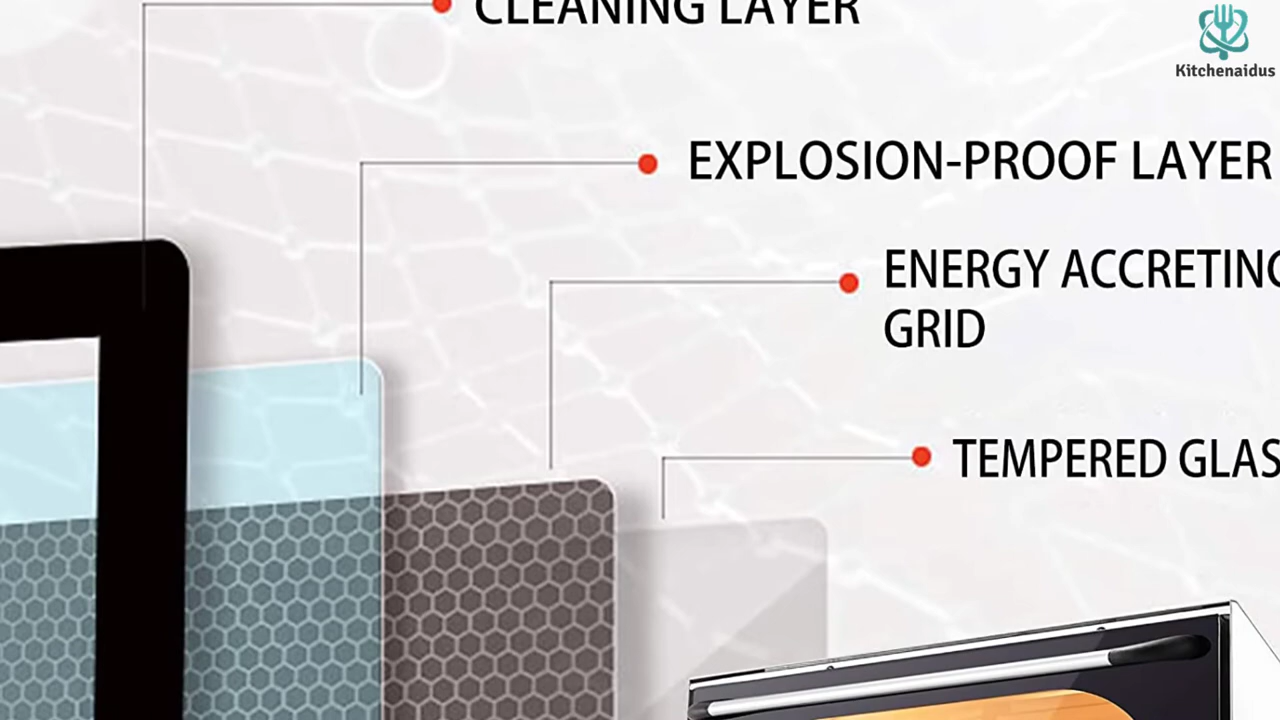 CLEANING LAYER
Kitchenaidus
EXPLOSION-PROOF LAYER
ENERGY ACCRETING
GRID
TEMPERED GLAS